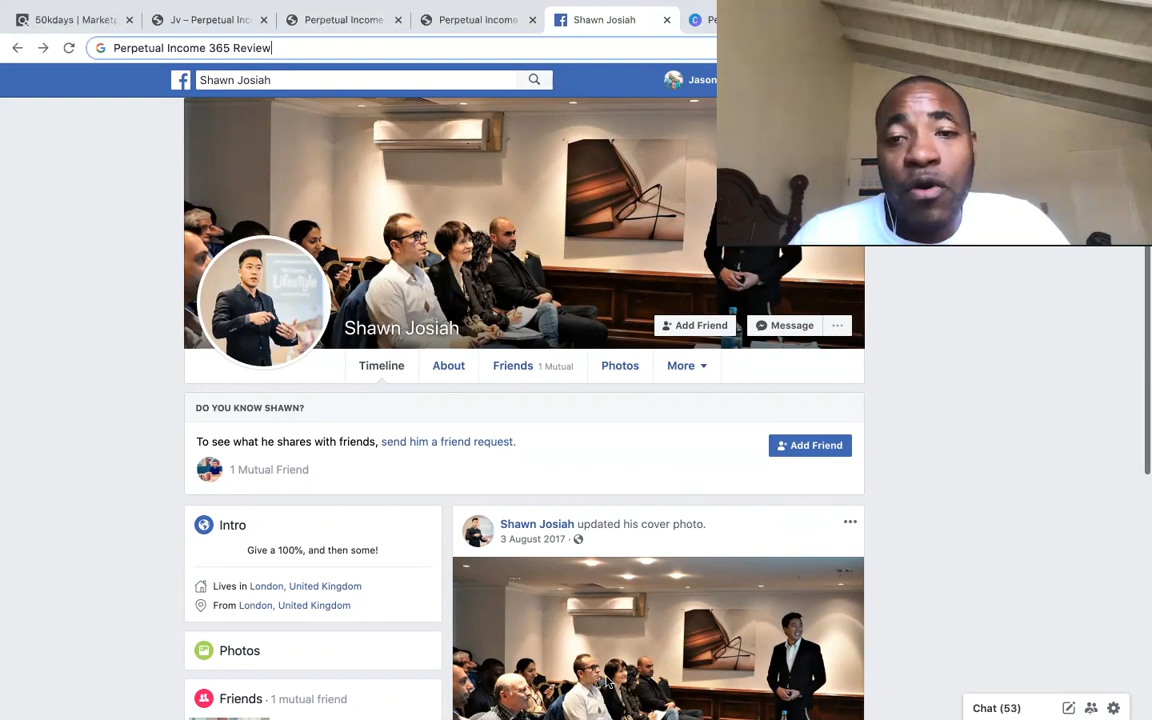 50kdays | Marketp
Jv – Perpetual Inc
Perpetual Income
Perpetual Income
Shawn Josiah
Pe
Perpetual Income 365 Review
Shawn Josiah
Jason
Lifestyle
Shawn Josiah
Add Friend
Message
Timeline
About
Friends 1 Mutual
Photos
More
DO YOU KNOW SHAWN?
To see what he shares with friends, send him a friend request.
Add Friend
1 Mutual Friend
Intro
Give a 100%, and then some!
Lives in London, United Kingdom
From London, United Kingdom
Photos
Friends · 1 mutual friend
Shawn Josiah updated his cover photo.
3 August 2017 ·
Chat (53)